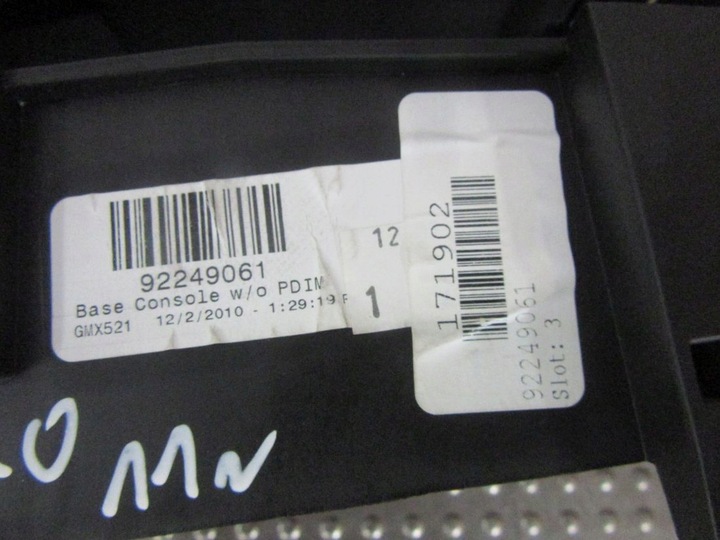 92249061
Base Console w/o PDIM
GMX521 12/2/2010 - 1:29:19 P
12
1
171902
92249061
Slot: 3